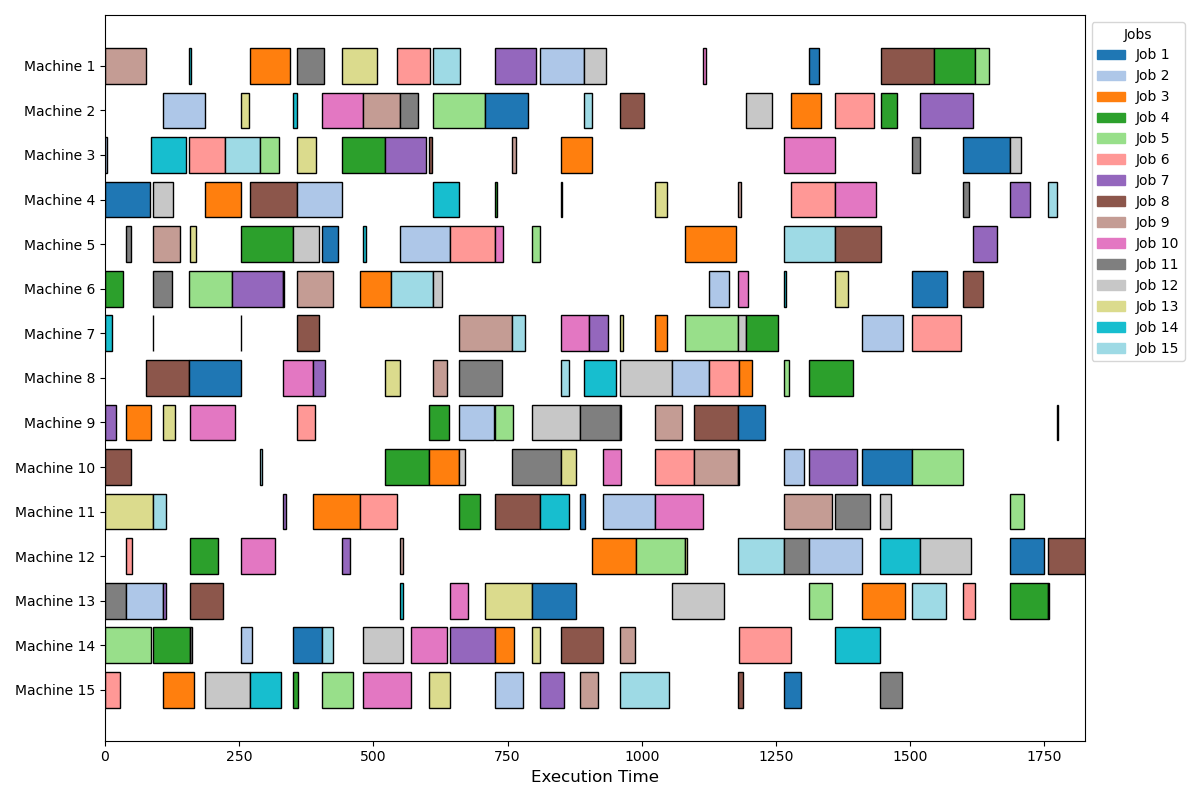 Machine 1
Machine 2
Machine 3
Machine 4
Machine 5
Machine 6
Machine 7
Machine 8
Machine 9
Machine 10
Machine 11
Machine 12
Machine 13
Machine 14
Machine 15
0 250 500 750 1000 1250 1500 1750
Execution Time
Jobs
Job 1
Job 2
Job 3
Job 4
Job 5
Job 6
Job 7
Job 8
Job 9
Job 10
Job 11
Job 12
Job 13
Job 14
Job 15